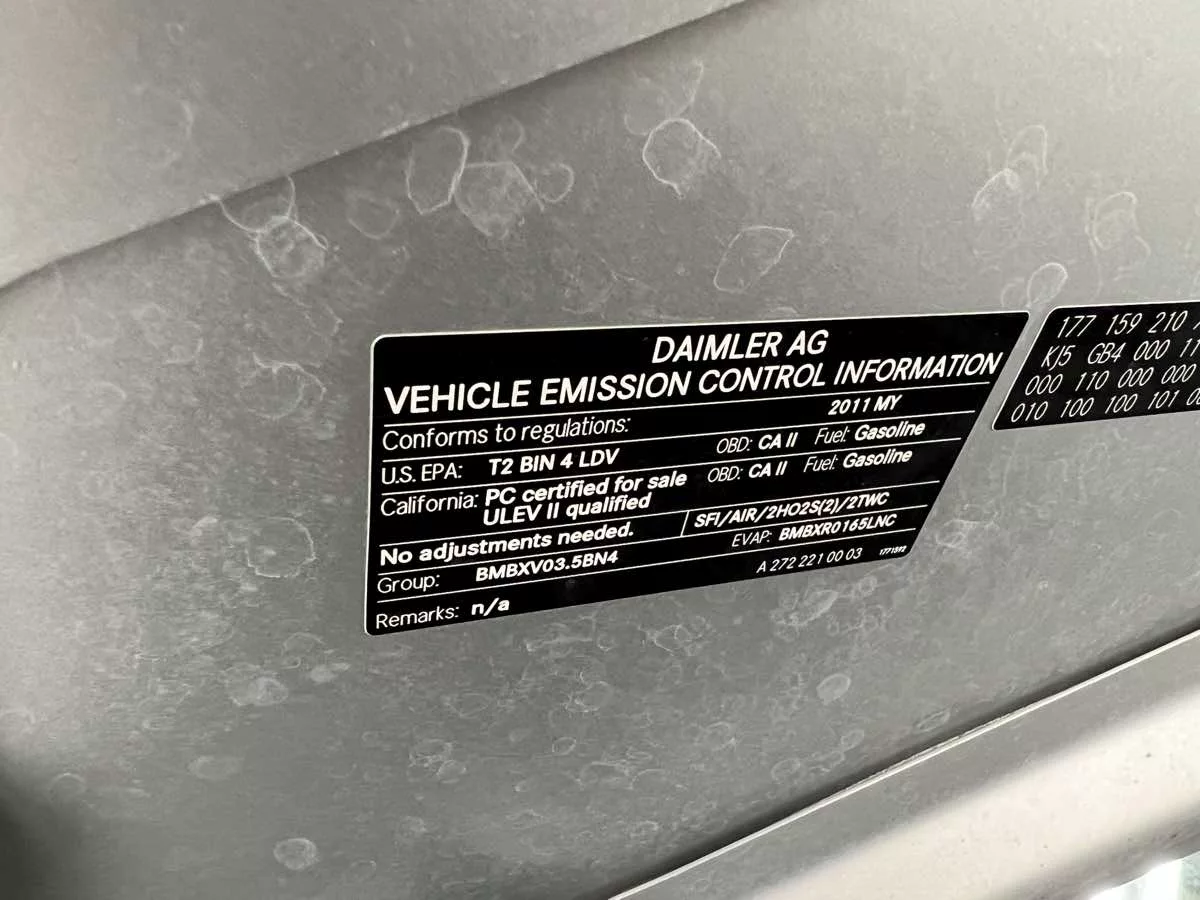 DAIMLER AG
VEHICLE EMISSION CONTROL INFORMATION
Conforms to regulations: 2011 MY
U.S. EPA: T2 BIN 4 LDV OBD: CA II Fuel: Gasoline
California: PC certified for sale OBD: CA II Fuel: Gasoline
ULEV II qualified
No adjustments needed. SFI/AIR/2HO2S(2)/2TWC
Group: BMBXV03.5BN4 EVAP: BMBXR0165LNC
Remarks: n/a A 272 221 00 03
177 159 210
KJ5 GB4 000
000 110 000 000
010 100 100 101